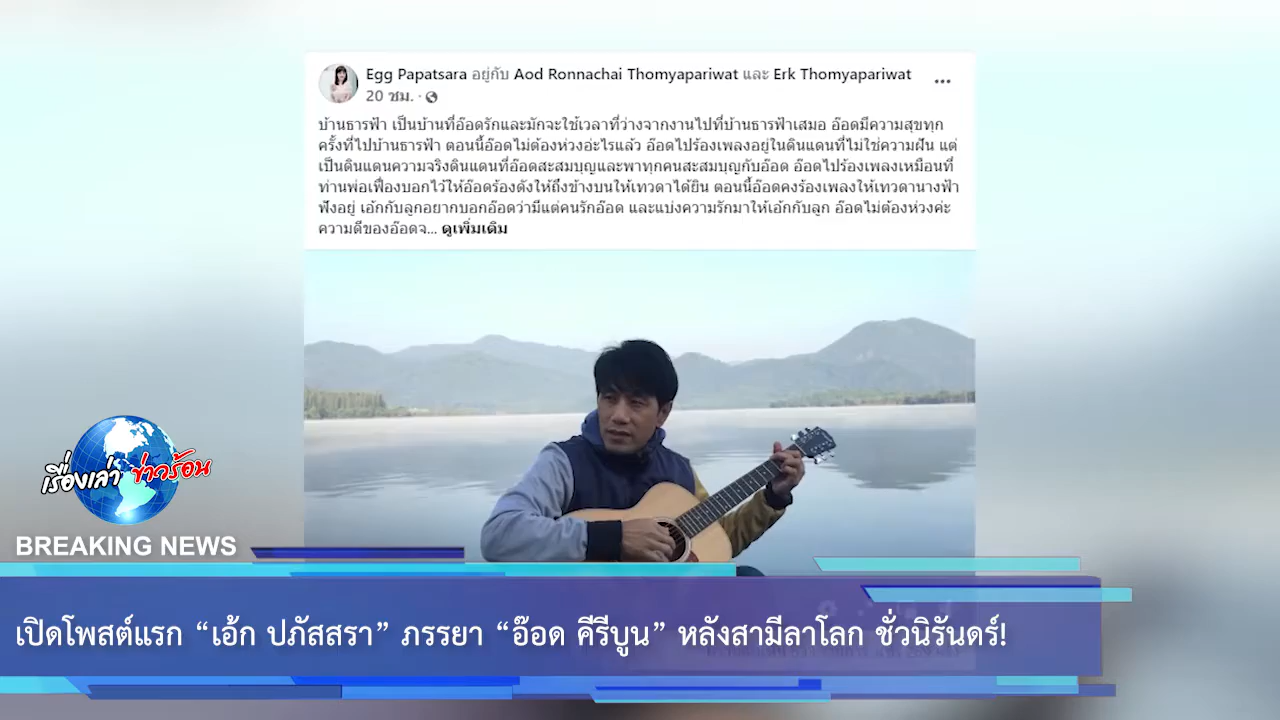 Egg Papatsara อยู่กับ Aod Ronnachai Thomyapariwat และ Erk Thomyapariwat
20 ชม. ·
บ้านธารฟ้า เป็นบ้านที่อ๊อดรักและมักจะใช้เวลาที่ว่างจากงานไปที่บ้านธารฟ้าเสมอ อ๊อดมีความสุขทุก
ครั้งที่ไปบ้านธารฟ้า ตอนนี้อ๊อดไม่ต้องห่วงอะไรแล้ว อ๊อดไปร้องเพลงอยู่ในดินแดนที่ไม่ใช่ความฝัน แต่
เป็นดินแดนความจริงดินแดนที่อ๊อดสะสมบุญและพาทุกคนสะสมบุญกับอ๊อด อ๊อดไปร้องเพลงเหมือนที่
ท่านพ่อเฟื่องบอกไว้ให้อ๊อดร้องดังให้ถึงข้างบนให้เทวดาได้ยิน ตอนนี้อ๊อดคงร้องเพลงให้เทวดานางฟ้า
ฟังอยู่ เอ้กกับลูกอยากบอกอ๊อดว่ามีแต่คนรักอ๊อด และแบ่งความรักมาให้เอ้กกับลูก อ๊อดไม่ต้องห่วงค่ะ
ความดีของอ๊อดจ... ดูเพิ่มเติม
เรื่องเล่า ข่าวร้อน
BREAKING NEWS
เปิดโพสต์แรก “เอ้ก ปภัสสรา” ภรรยา “อ๊อด คีรีบูน” หลังสามีลาโลก ชั่วนิรันดร์!